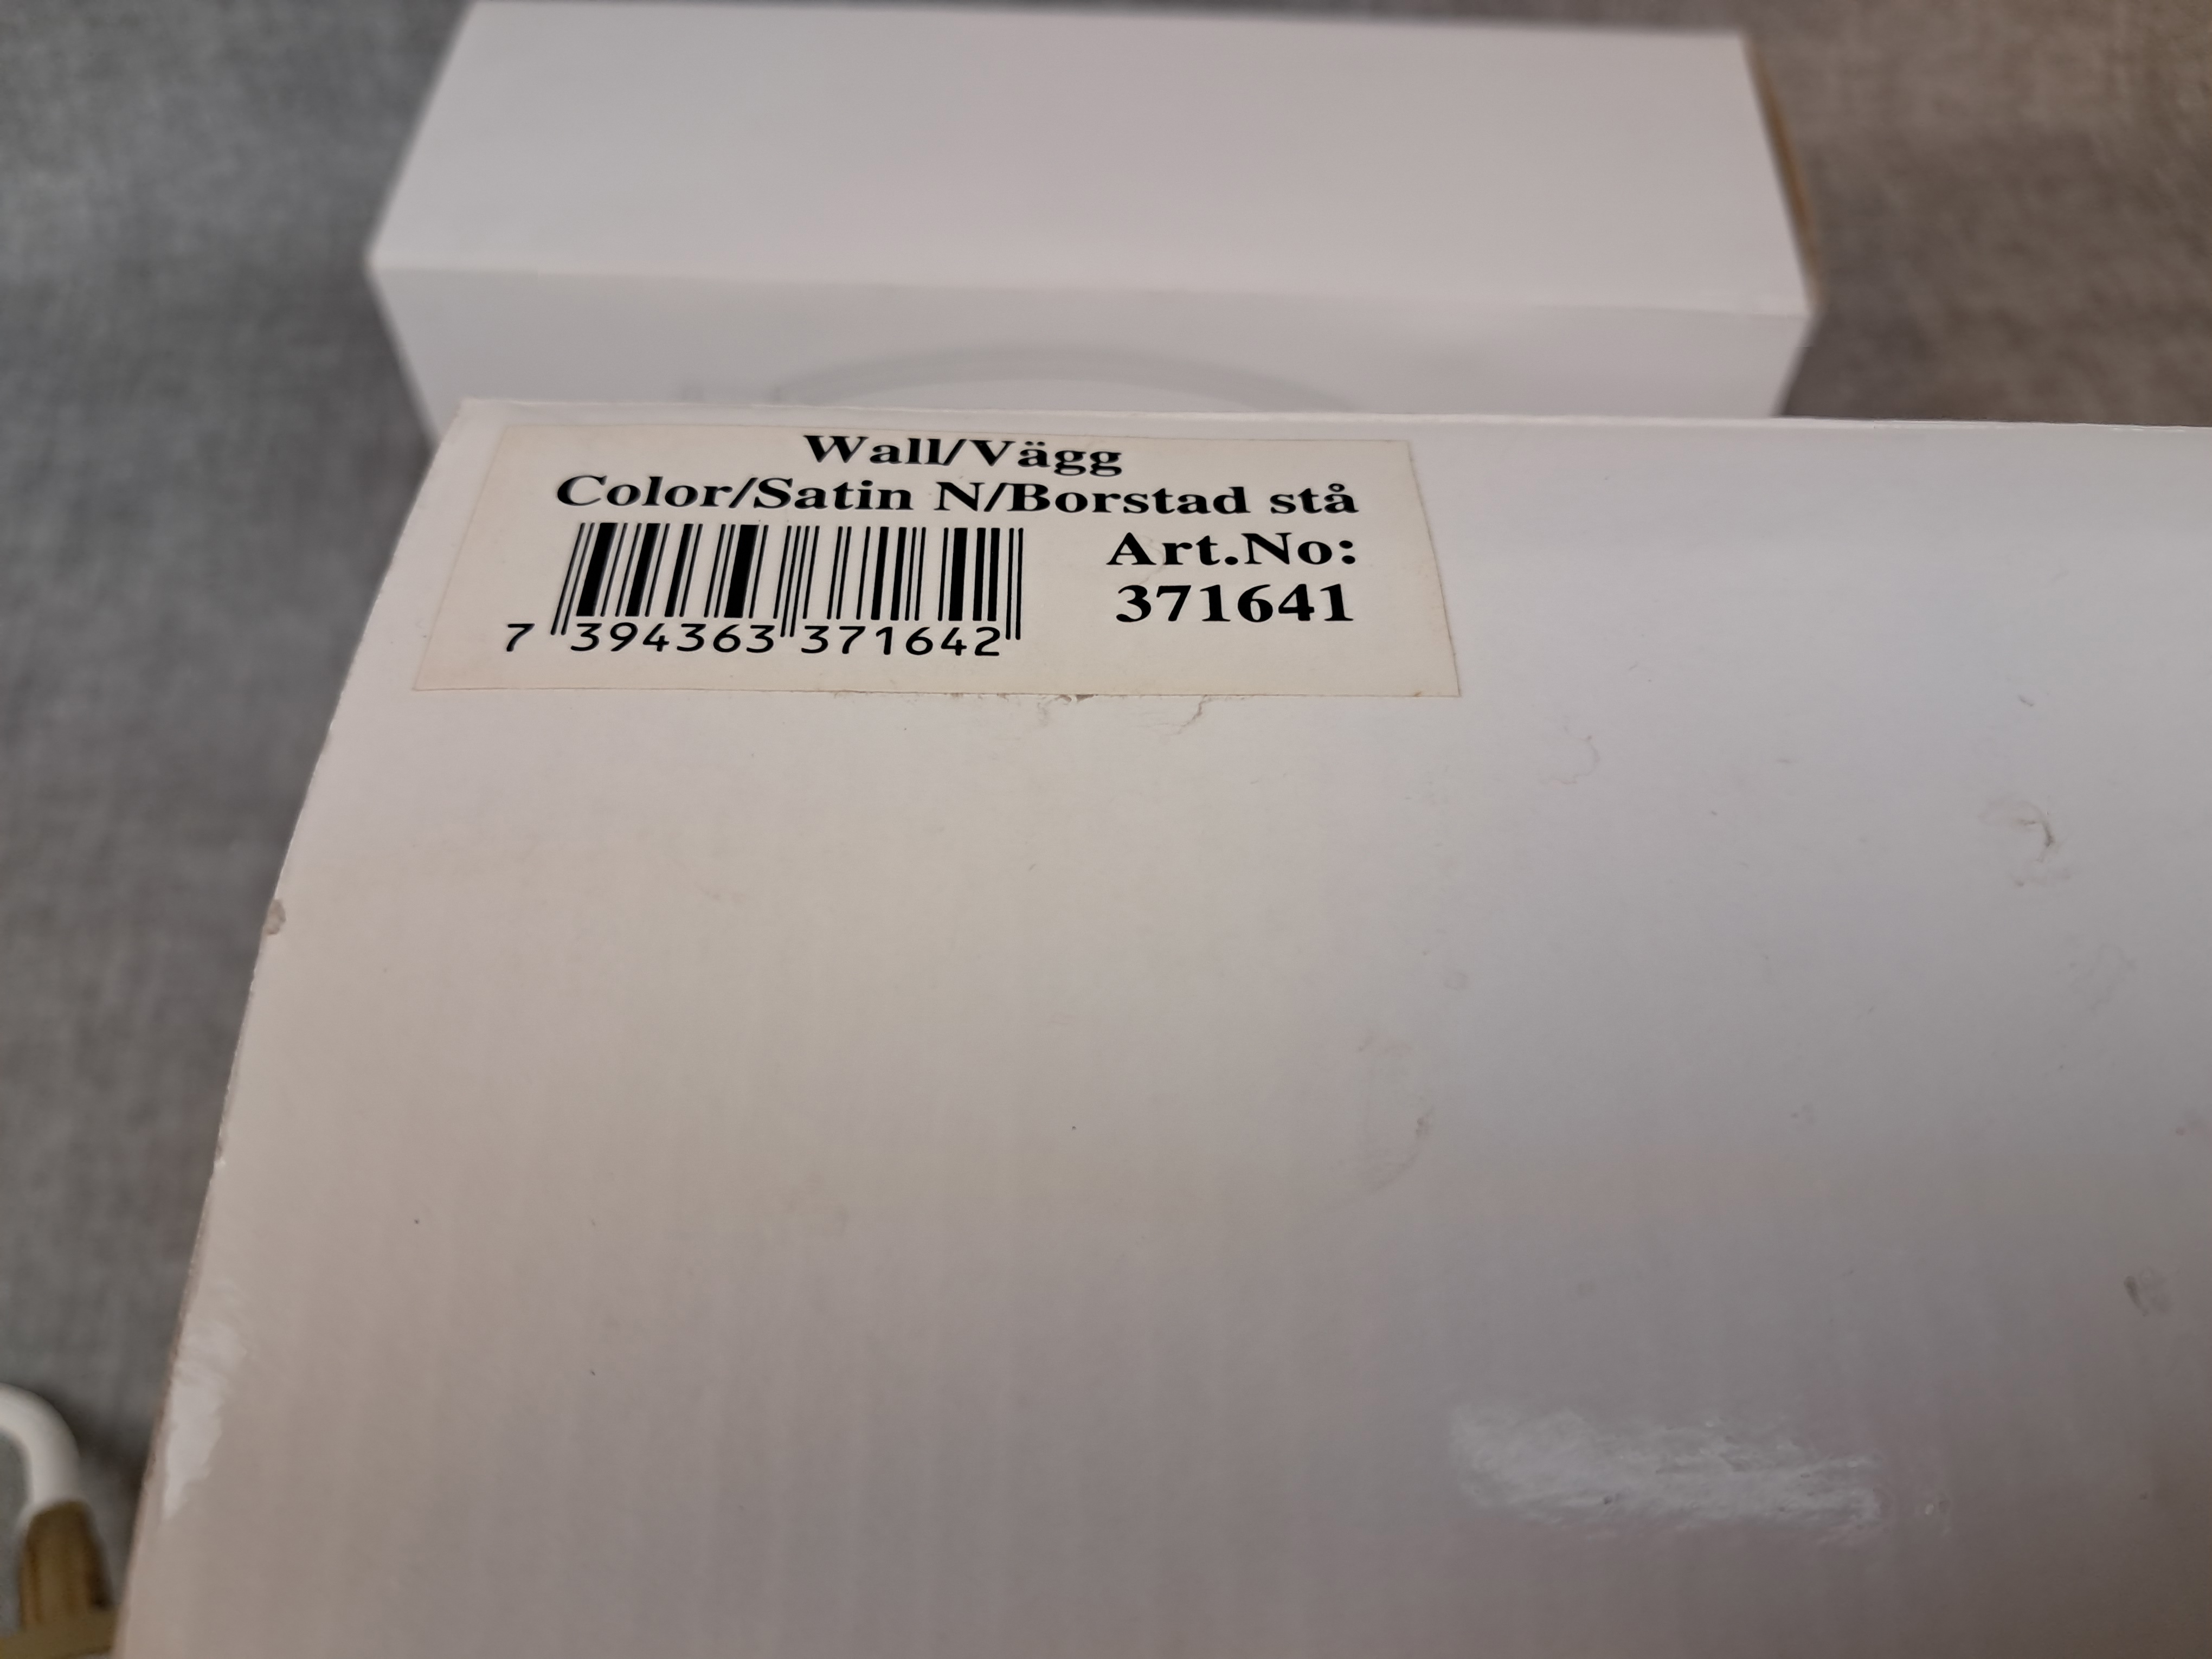 Wall/Vägg
Color/Satin N/Borstad stå
Art.No:
371641
7 394363 371642